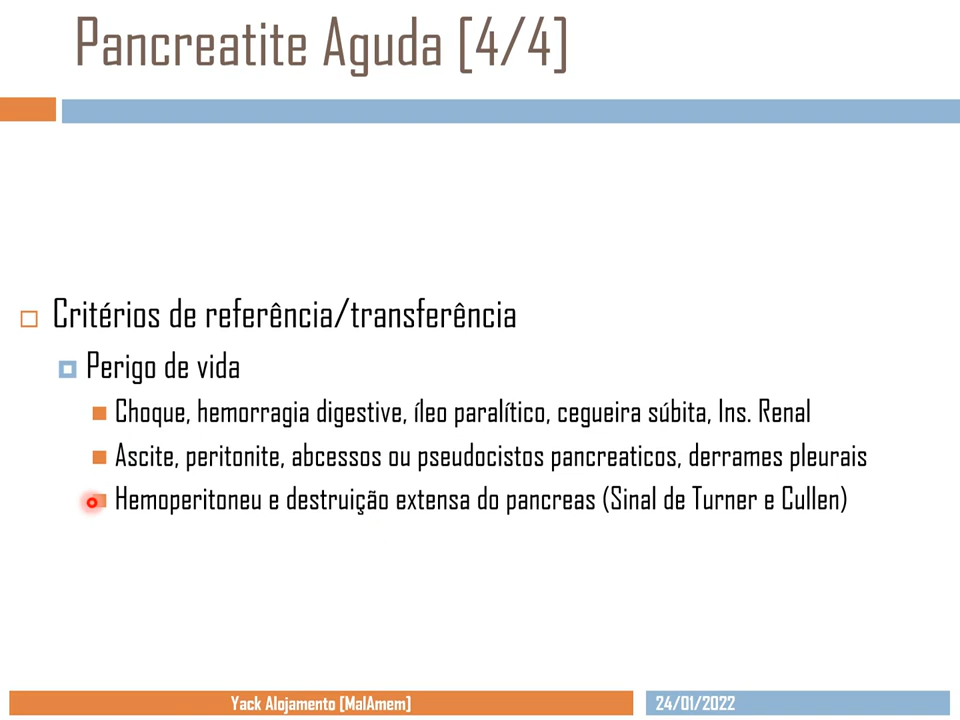 Pancreatite Aguda [4/4]
Critérios de referência/transferência
Perigo de vida
Choque, hemorragia digestive, íleo paralítico, cegueira súbita, Ins. Renal
Ascite, peritonite, abcessos ou pseudocistos pancreaticos, derrames pleurais
Hemoperitoneu e destruição extensa do pancreas (Sinal de Turner e Cullen)
Yack Alojamento [MalAmem]
24/01/2022